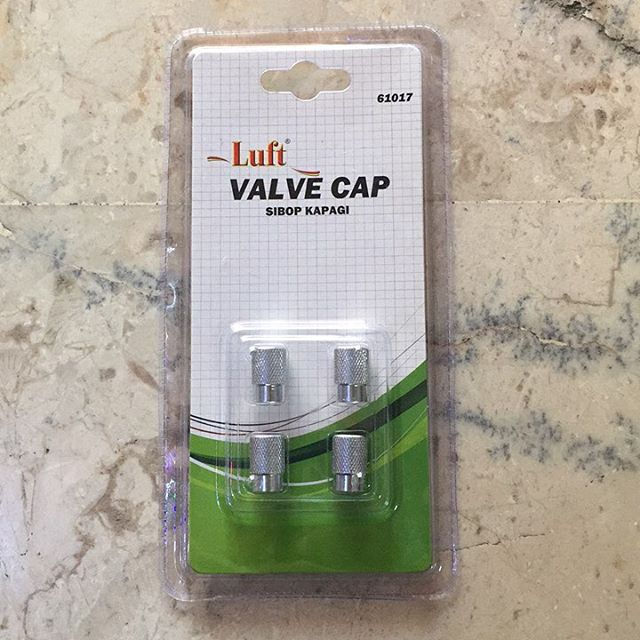 61017
Luft®
VALVE CAP
SIBOP KAPAGI